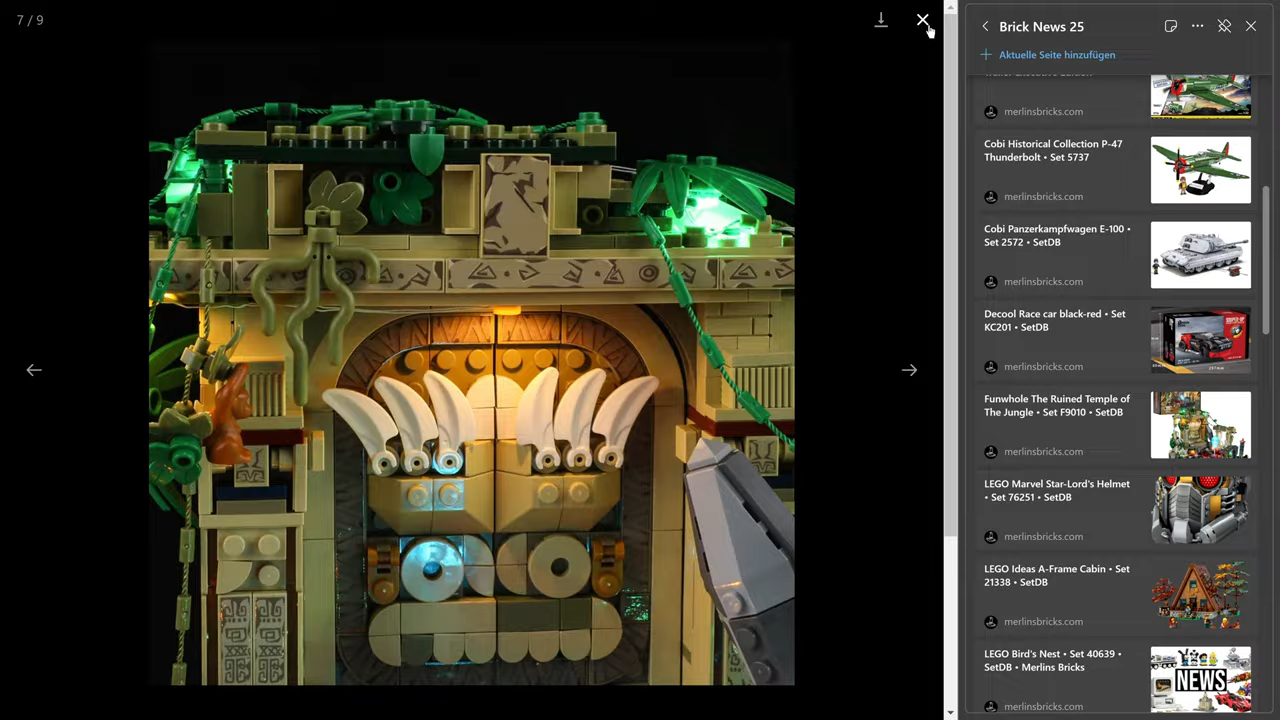 7 / 9
Brick News 25
Aktuelle Seite hinzufügen
merlinsbricks.com
Cobi Historical Collection P-47
Thunderbolt • Set 5737
merlinsbricks.com
Cobi Panzerkampfwagen E-100 •
Set 2572 • SetDB
merlinsbricks.com
Decool Race car black-red • Set
KC201 • SetDB
merlinsbricks.com
Funwhole The Ruined Temple of
The Jungle • Set F9010 • SetDB
merlinsbricks.com
LEGO Marvel Star-Lord's Helmet
• Set 76251 • SetDB
merlinsbricks.com
LEGO Ideas A-Frame Cabin • Set
21338 • SetDB
merlinsbricks.com
LEGO Bird's Nest • Set 40639 •
SetDB • Merlins Bricks
NEWS
merlinsbricks.com